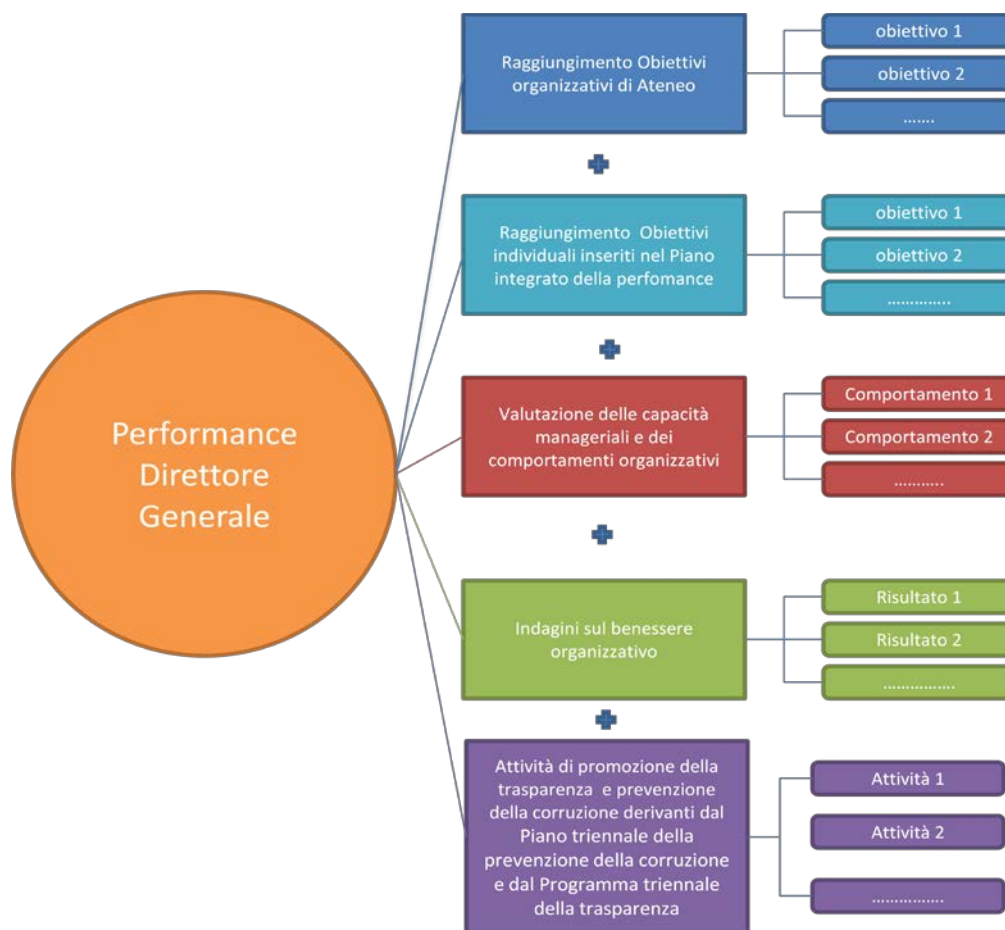 Performance
Direttore
Generale
Raggiungimento Obiettivi
organizzativi di Ateneo
obiettivo 1
obiettivo 2
.......
Raggiungimento Obiettivi
individuali inseriti nel Piano
integrato della perfomance
obiettivo 1
obiettivo 2
..............
Valutazione delle capacità
manageriali e dei
comportamenti organizzativi
Comportamento 1
Comportamento 2
...........
Indagini sul benessere
organizzativo
Risultato 1
Risultato 2
................
Attività di promozione della
trasparenza e prevenzione
della corruzione derivanti dal
Piano triennale della
prevenzione della corruzione
e dal Programma triennale
della trasparenza
Attività 1
Attività 2
................